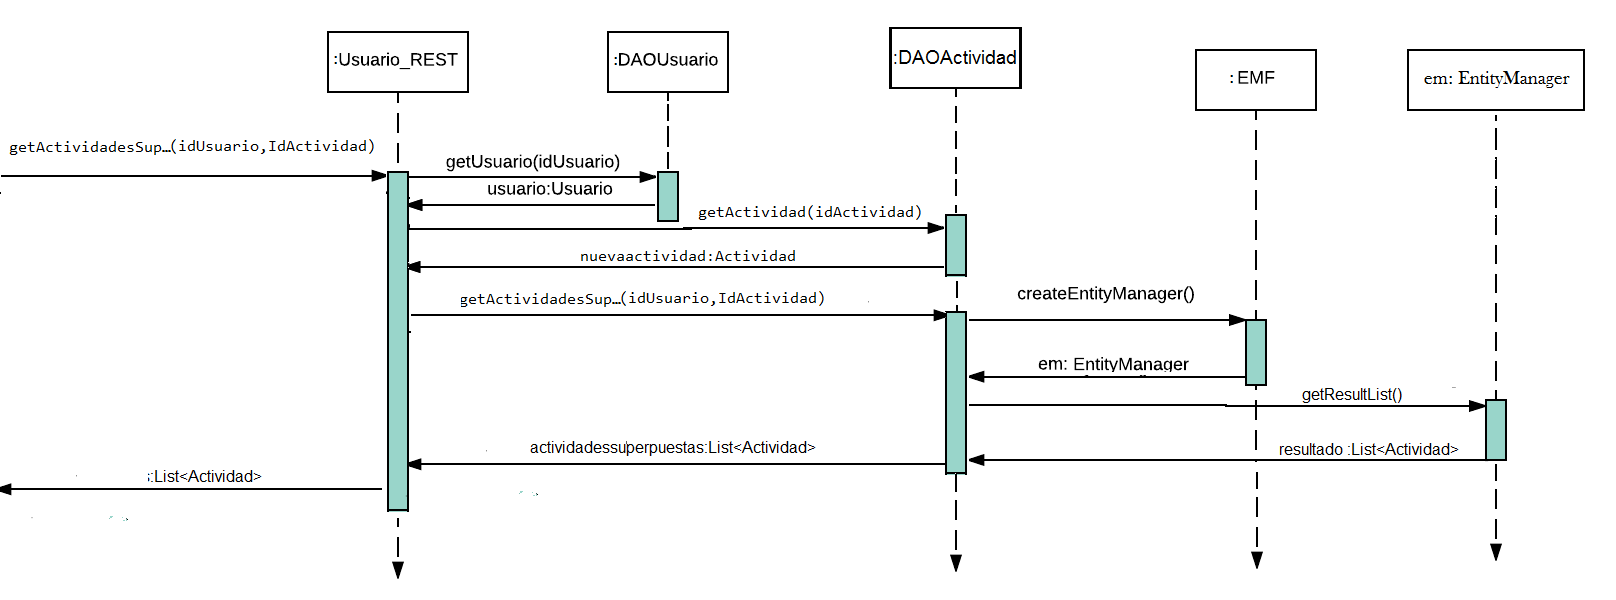 :Usuario_REST
:DAOUsuario
:DAOActividad
:EMF
em: EntityManager
getActividadesSup…(idUsuario,IdActividad)
getUsuario(idUsuario)
usuario:Usuario
getActividad(idActividad)
nuevaactividad:Actividad
getActividadesSup…(idUsuario,IdActividad)
createEntityManager()
em: EntityManager
getResultList()
actividadessuperpuestas:List<Actividad>
resultado :List<Actividad>
:List<Actividad>